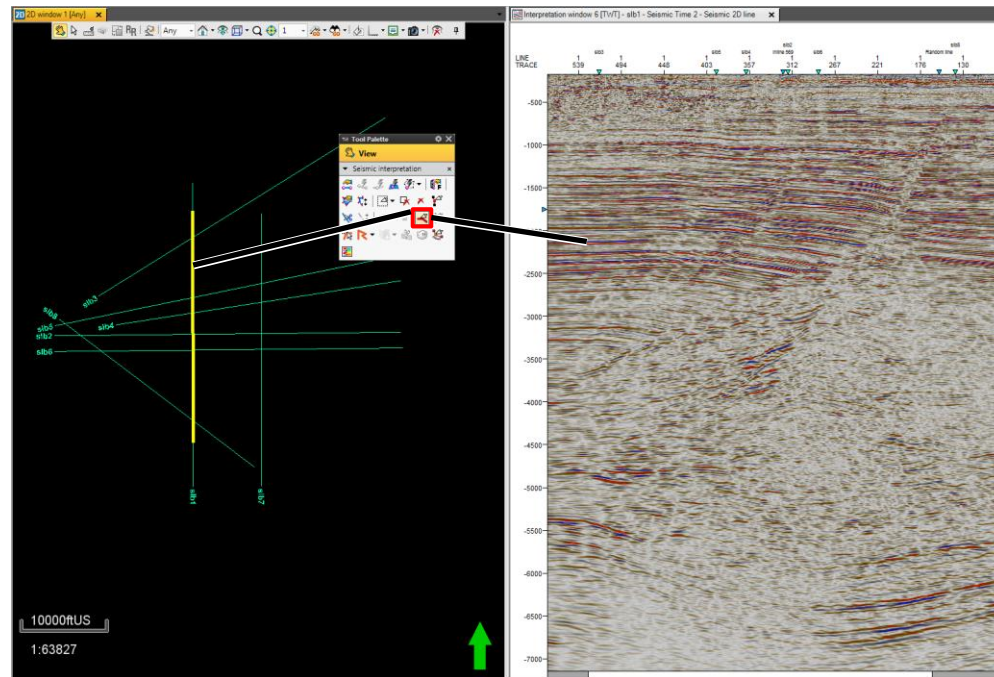 2D window 1 [Any]
Any
1
Tool Palette
View
Seismic interpretation
slb3
slb8
slb5
slb4
slb2
slb6
slb1
slb7
10000ftUS
1:63827
Interpretation window 6 [TWT] - slb1 - Seismic Time 2 - Seismic 2D line
slb2 slb8
slb3 slb5 slb4 Inline 569 slb6 Random line
LINE 1 1 1 1 1 1 1 1 1 1
TRACE 539 494 448 403 357 312 267 221 176 130
-500
-1000
-1500
-2000
-2500
-3000
-3500
-4000
-4500
-5000
-5500
-6000
-6500
-7000